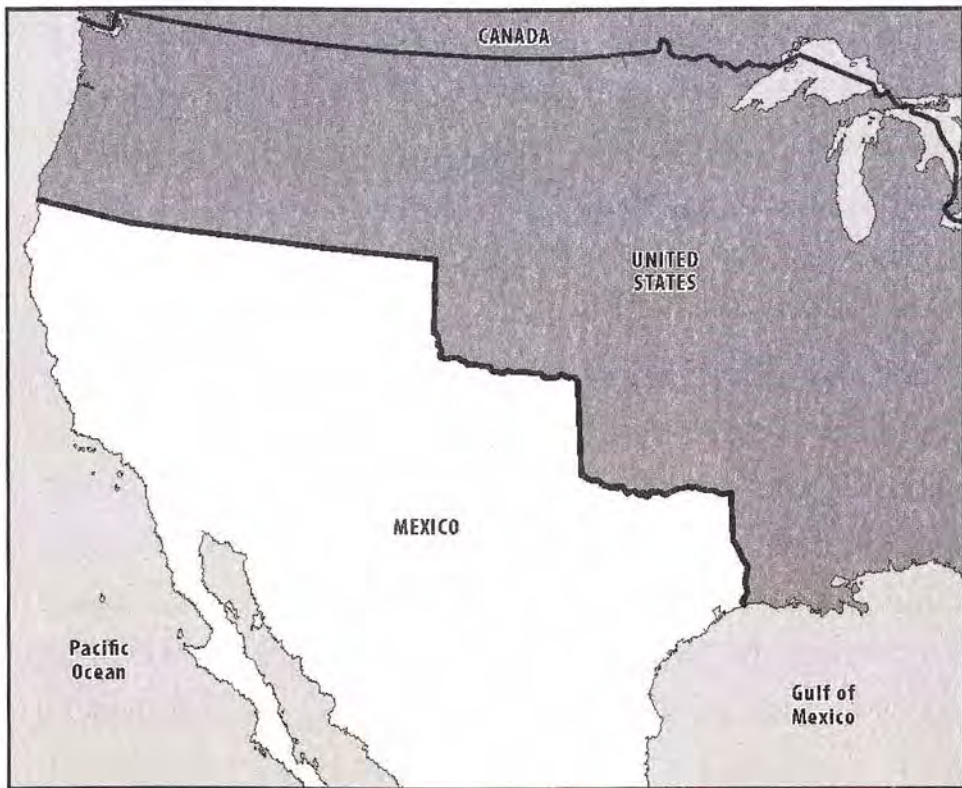 CANADA
UNITED
STATES
MEXICO
Pacific
Ocean
Gulf of
Mexico